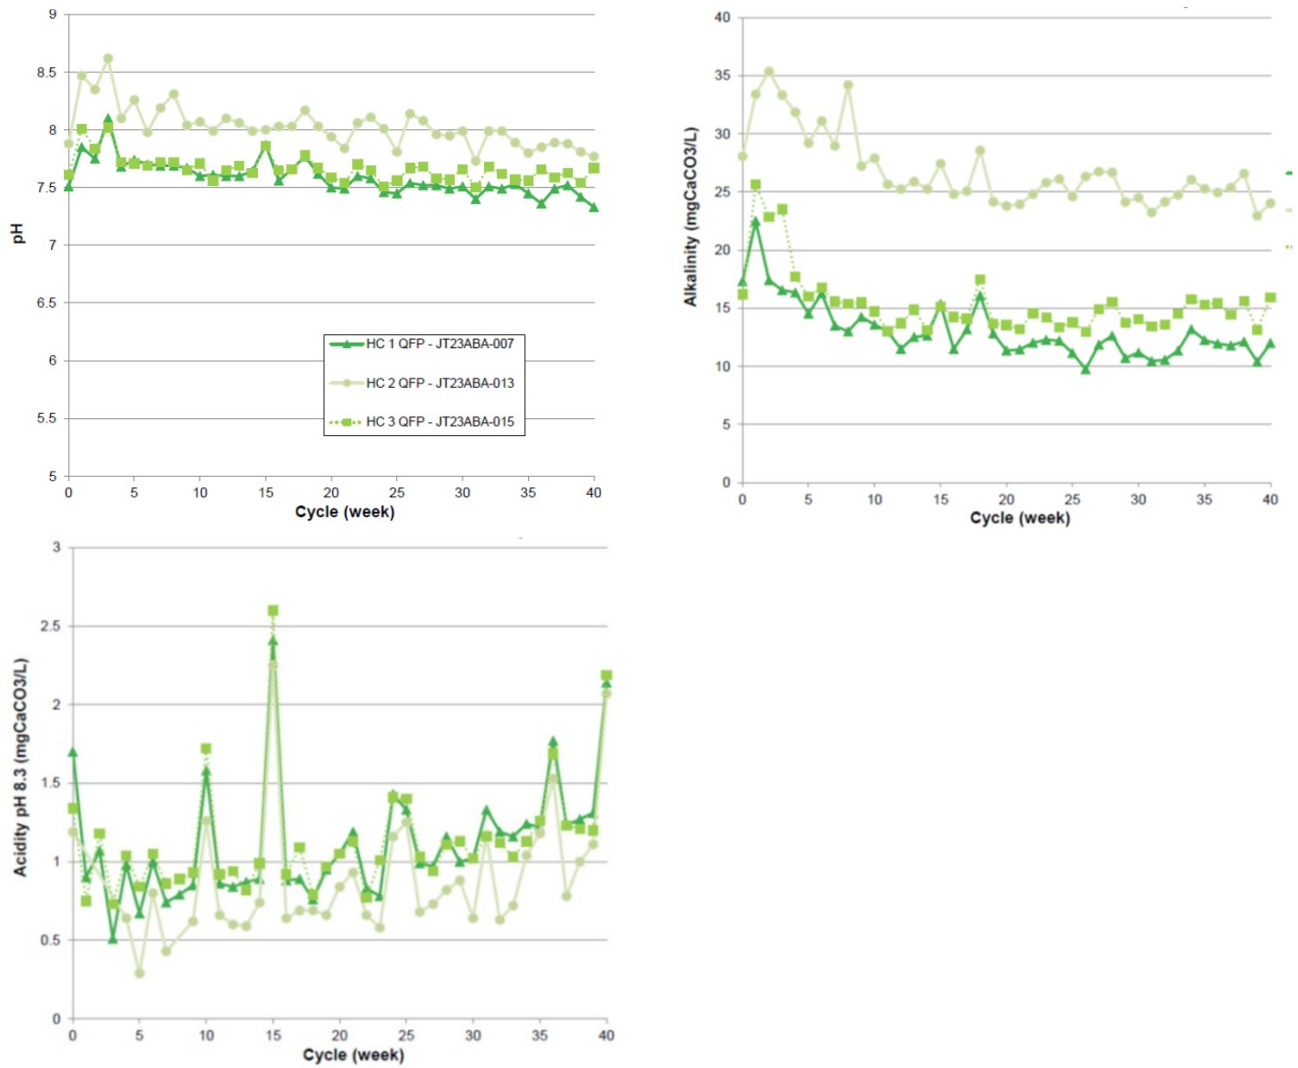 9
8.5
8
7.5
7
6.5
6
5.5
5
pH
0 5 10 15 20 25 30 35 40
Cycle (week)
HC 1 QFP - JT23ABA-007
HC 2 QFP - JT23ABA-013
HC 3 QFP - JT23ABA-015
40
35
30
25
20
15
10
5
0
Alkalinity (mgCaCO3/L)
0 5 10 15 20 25 30 35 40
Cycle (week)
3
2.5
2
1.5
1
0.5
0
Acidity pH 8.3 (mgCaCO3/L)
0 5 10 15 20 25 30 35 40
Cycle (week)